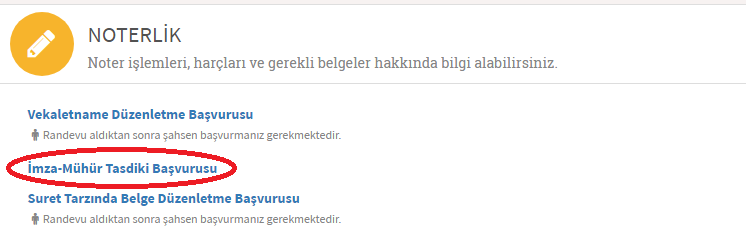 NOTERLİK
Noter işlemleri, harçları ve gerekli belgeler hakkında bilgi alabilirsiniz.
Vekaletname Düzenletme Başvurusu
Randevu aldıktan sonra şahsen başvurmanız gerekmektedir.
İmza-Mühür Tasdiki Başvurusu
Suret Tarzında Belge Düzenletme Başvurusu
Randevu aldıktan sonra şahsen başvurmanız gerekmektedir.